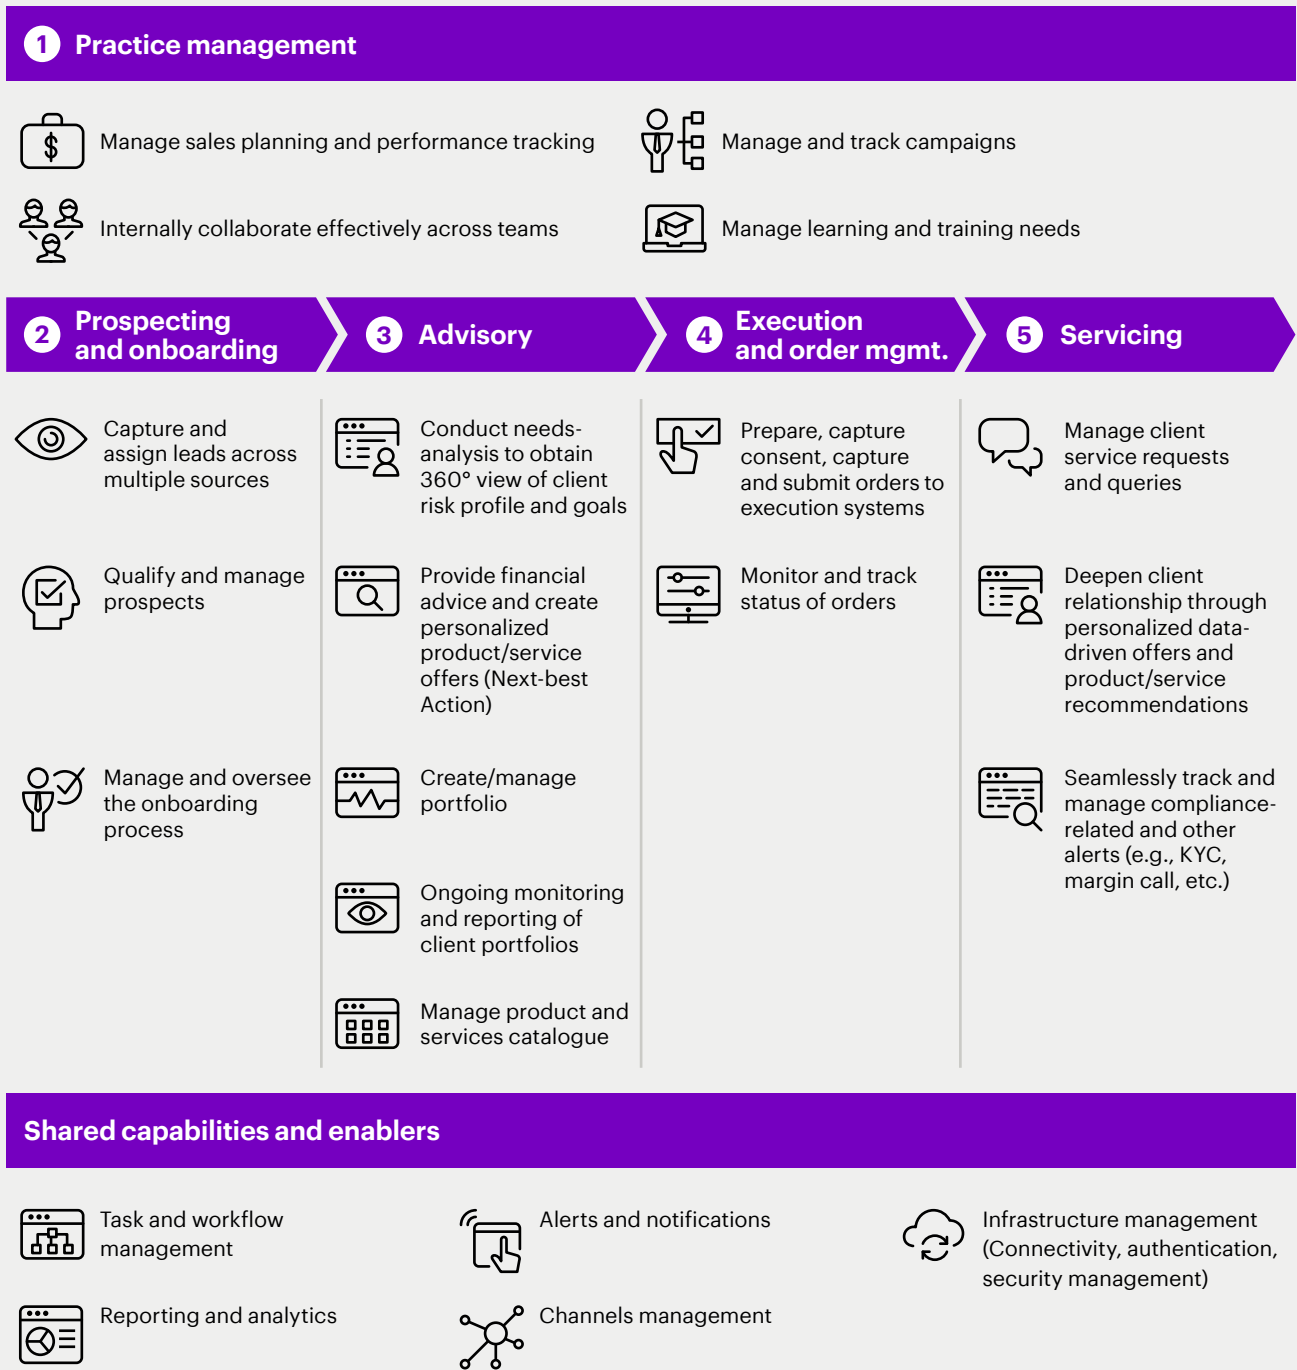 1 Practice management
$
Manage sales planning and performance tracking
Manage and track campaigns
Internally collaborate effectively across teams
Manage learning and training needs
2 Prospecting
and onboarding
3 Advisory
4 Execution
and order mgmt.
5 Servicing
Capture and
assign leads across
multiple sources
Qualify and manage
prospects
Manage and oversee
the onboarding
process
Conduct needs-
analysis to obtain
360° view of client
risk profile and goals
Provide financial
advice and create
personalized
product/service
offers (Next-best
Action)
Create/manage
portfolio
Ongoing monitoring
and reporting of
client portfolios
Manage product and
services catalogue
Prepare, capture
consent, capture
and submit orders to
execution systems
Monitor and track
status of orders
Manage client
service requests
and queries
Deepen client
relationship through
personalized data-
driven offers and
product/service
recommendations
Seamlessly track and
manage compliance-
related and other
alerts (e.g., KYC,
margin call, etc.)
Shared capabilities and enablers
Task and workflow
management
Alerts and notifications
Infrastructure management
(Connectivity, authentication,
security management)
Reporting and analytics
Channels management